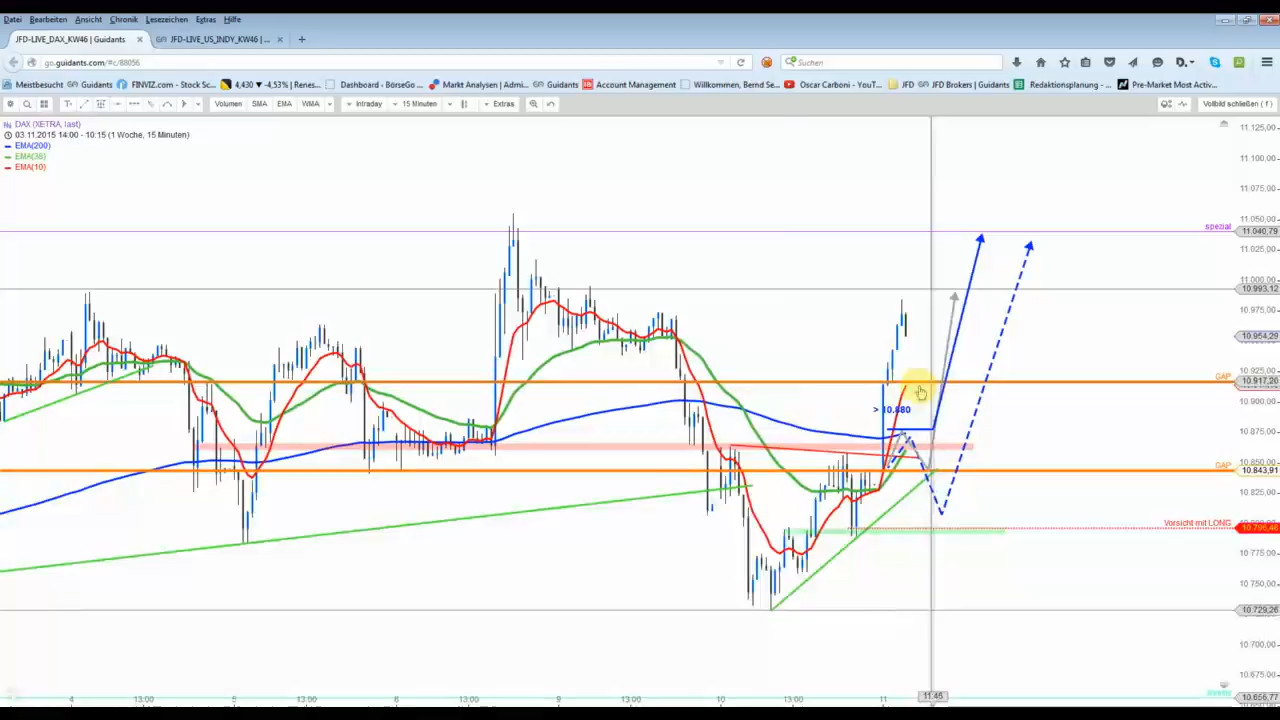 Datei Bearbeiten Ansicht Chronik Lesezeichen Extras Hilfe
JFD-LIVE_DAX_KW46 | Guidants × JFD-LIVE_US_INDY_KW46 | ... × +
go.guidants.com/#c/88056 Suchen
Meistbesucht Guidants FINVIZ.com - Stock Sc... 4,430 ▼ -4,53% | Renes... Dashboard - BörseGo... Markt Analysen | Admi... Guidants Account Management Willkommen, Bernd Se... Oscar Carboni - YouT... JFD JFD Brokers | Guidants Redaktionsplanung - ... Pre-Market Most Activ...
Volumen SMA EMA WMA Intraday 15 Minuten Extras Vollbild schließen ( f )
DAX (XETRA, last)
03.11.2015 14:00 - 10:15 (1 Woche, 15 Minuten)
EMA(200)
EMA(10)
11.125,00
11.100,00
11.075,00
11.050,00
spezial 11.040,79
11.025,00
11.000,00
10.993,12
10.975,00
10.954,29
10.925,00
GAP 10.917,20
> 10.880
10.900,00
10.875,00
10.850,00
GAP 10.843,91
10.825,00
Vorsicht mit LONG
10.775,00
10.750,00
10.729,26
10.700,00
10.675,00
10.656,77
13:00 5 13:00 6 13:00 9 13:00 10 13:00 11 11:45